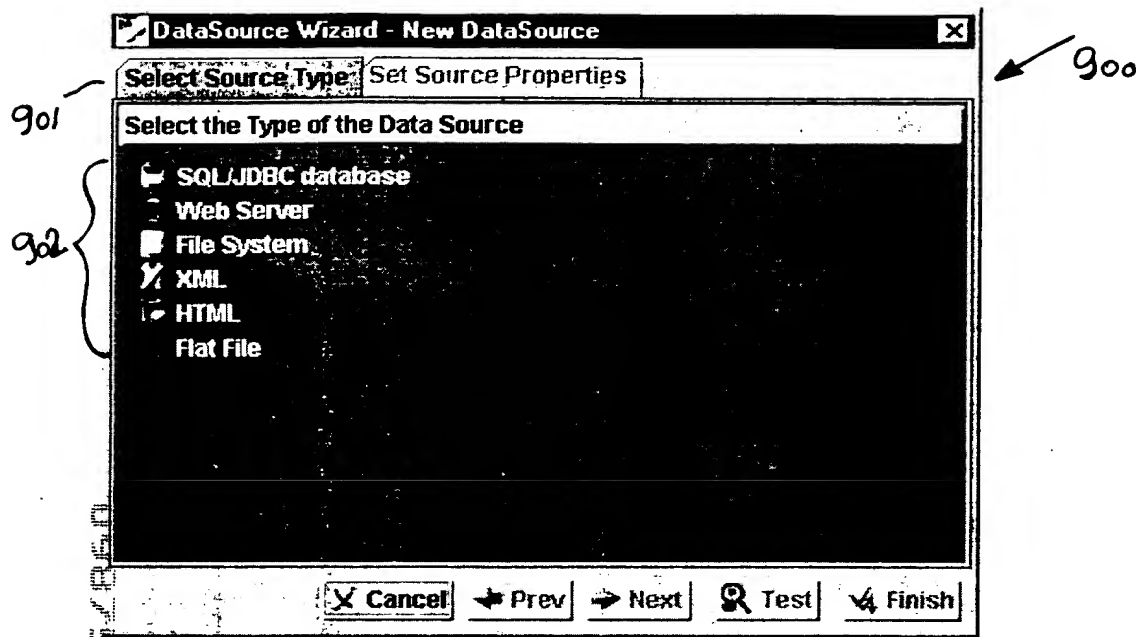 DataSource Wizard - New DataSource
900
Select Source Type Set Source Properties
901
Select the Type of the Data Source
SQL/JDBC database
Web Server
902
File System
XML
HTML
Flat File
Cancel Prev Next Test Finish